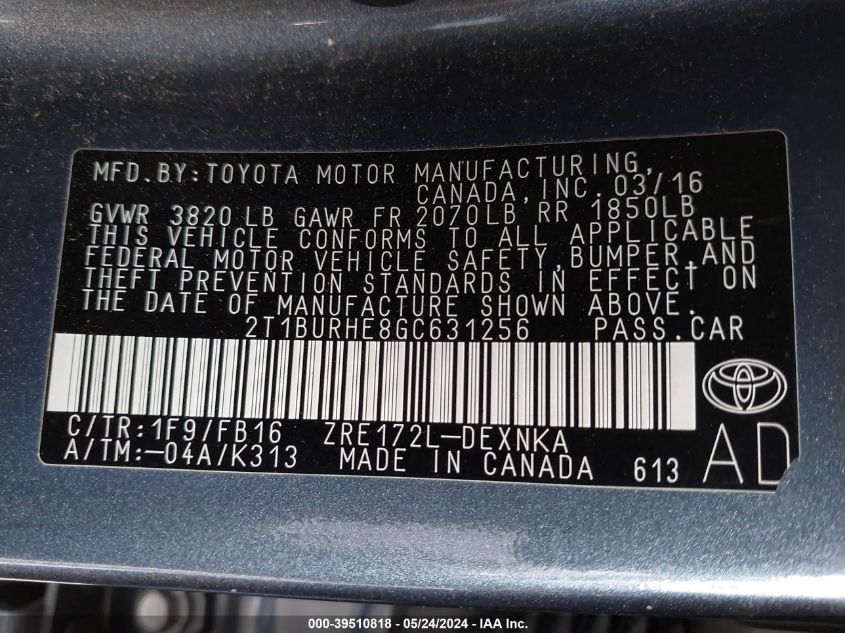 MFD.BY:TOYOTA MOTOR MANUFACTURING,
CANADA,INC. 03/16
GVWR 3820 LB GAWR FR 2070LB RR 1850LB
THIS VEHICLE CONFORMS TO ALL APPLICABLE
FEDERAL MOTOR VEHICLE SAFETY,BUMPER,AND
THEFT PREVENTION STANDARDS IN EFFECT ON
THE DATE OF MANUFACTURE SHOWN ABOVE.
2T1BURHE8GC631256 PASS.CAR
C/TR:1F9/FB16 ZRE172L-DEXNKA
A/TM:-04A/K313 MADE IN CANADA 613 AD
000-39510818 - 05/24/2024 - www.iaai.com